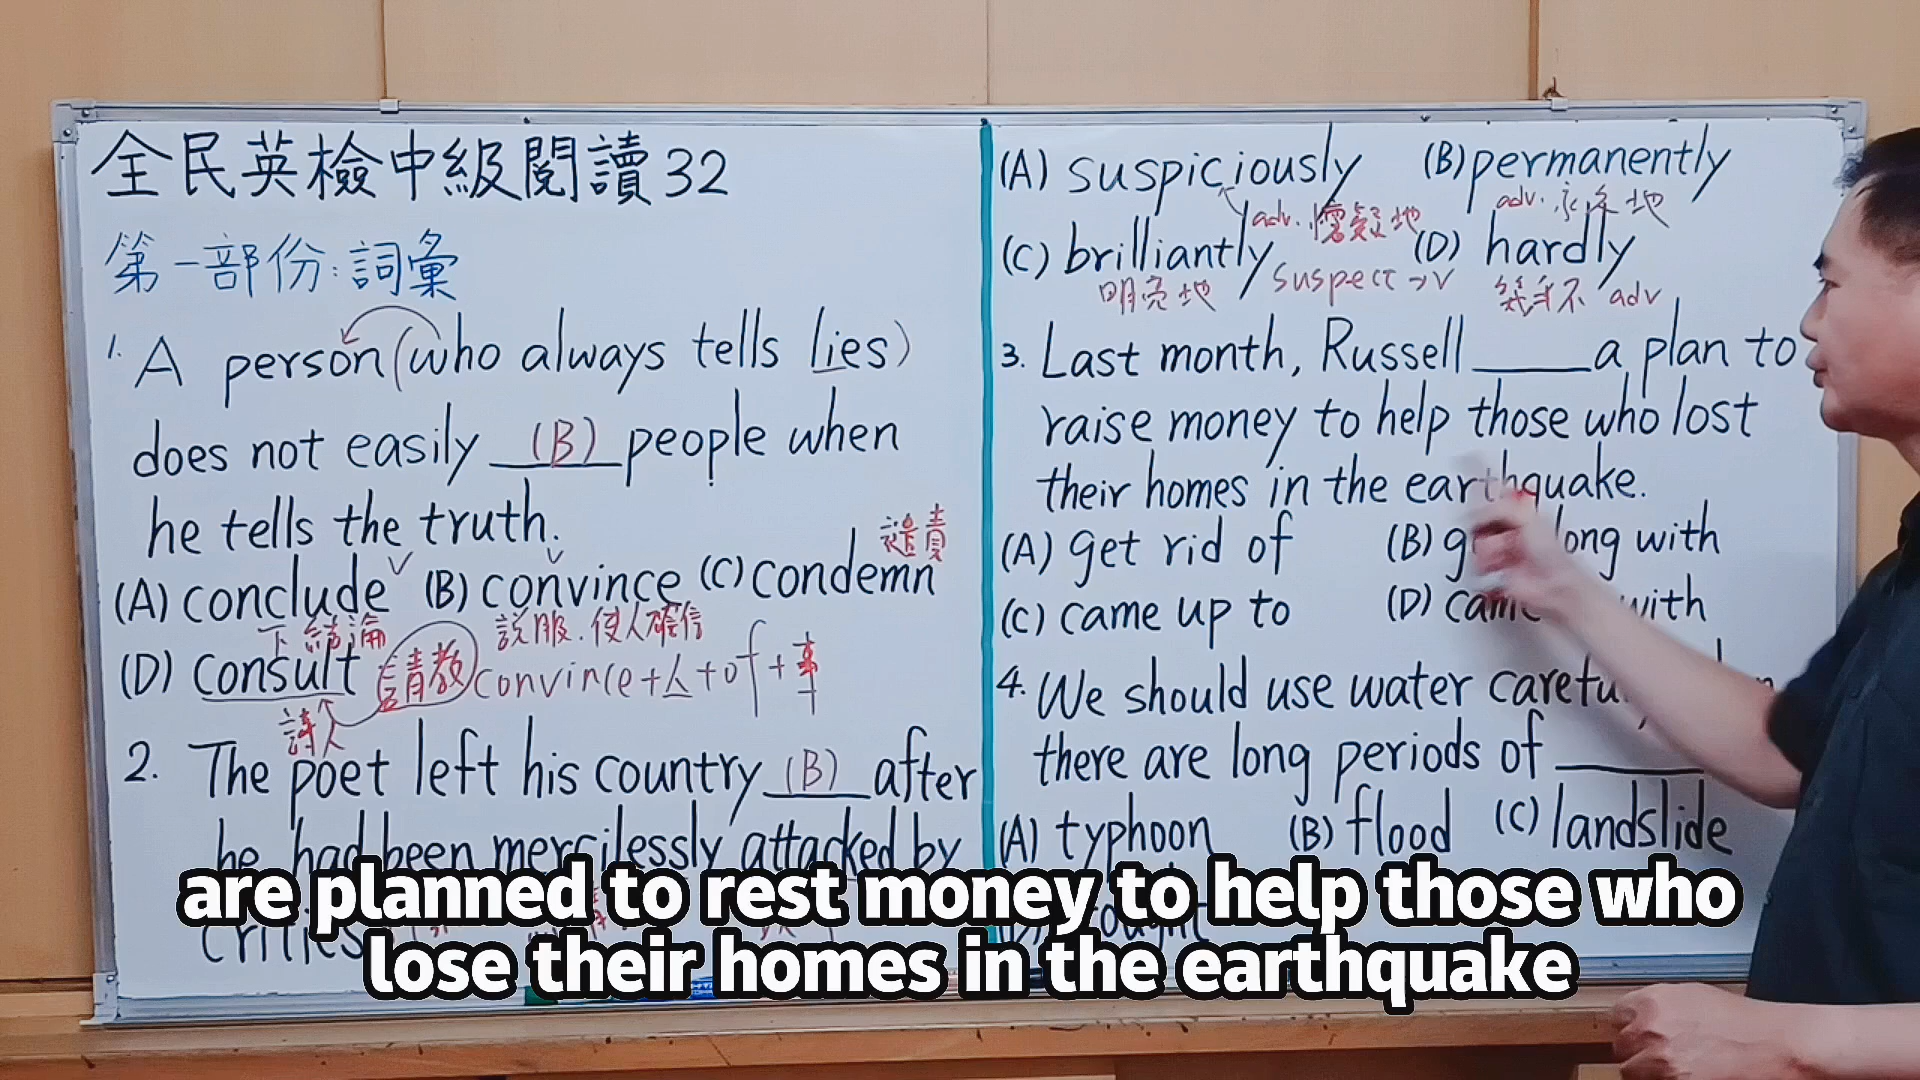 全民英檢中級閱讀32
第一部份:詞彙
1. A person (who always tells lies)
does not easily (B) people when
he tells the truth.
譴責
(A) conclude (B) convince (C) condemn
下結論 說服.使人確信
(D) consult 請教 convince+人+of+事
詩人
2. The poet left his country (B) after
he had been mercilessly attacked by
critics
(A) suspiciously (B) permanently
adv.懷疑地 adv.永久地
(C) brilliantly (D) hardly
明亮地 suspect→v 幾乎不 adv
3. Last month, Russell ____ a plan to
raise money to help those who lost
their homes in the earthquake.
(A) get rid of (B) long with
(C) came up to (D) came with
4. We should use water
there are long periods of ____
(A) typhoon (B) flood (C) landslide
are planned to rest money to help those who
lose their homes in the earthquake